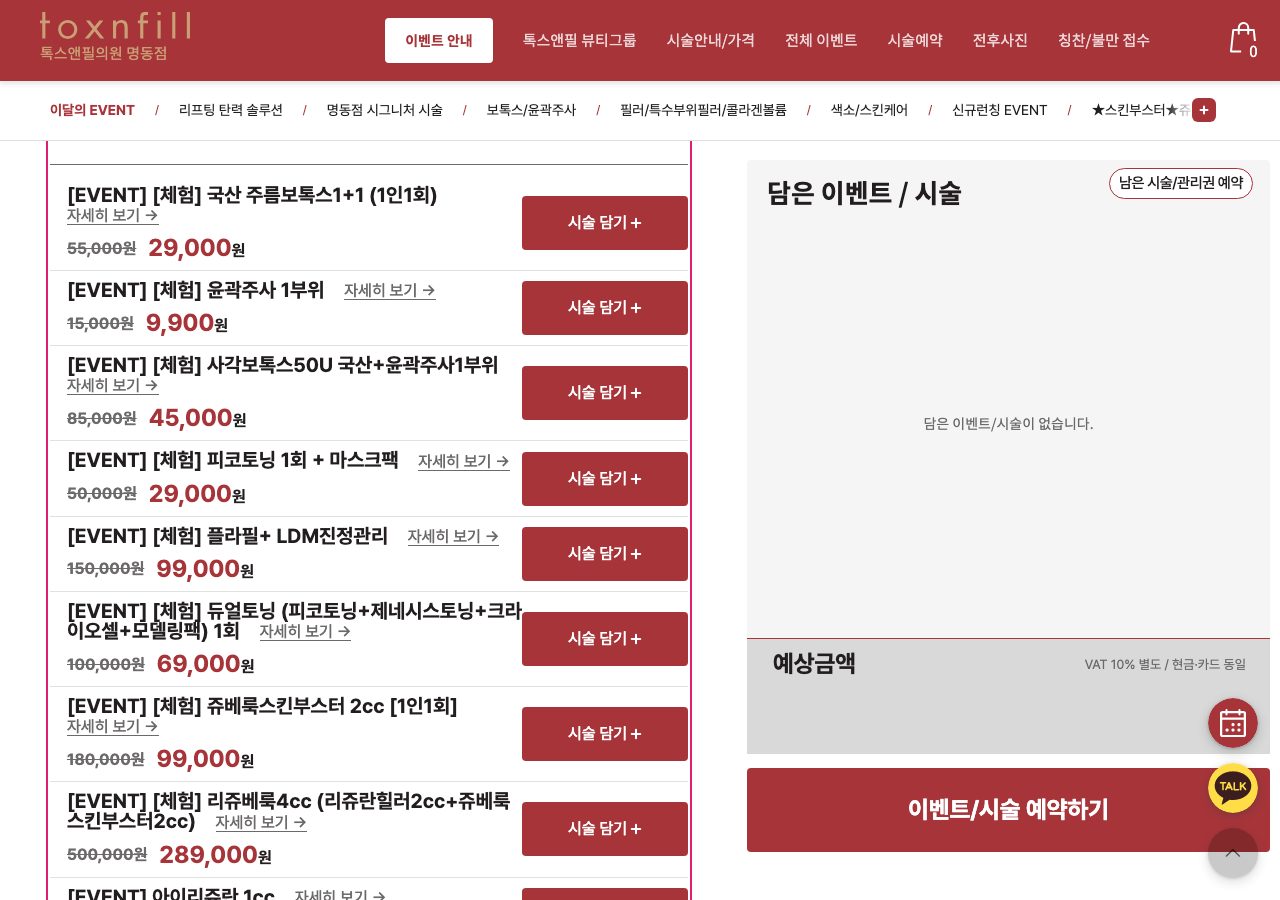 toxnfill
톡스앤필의원 명동점
이벤트 안내
톡스앤필 뷰티그룹
시술안내/가격
전체 이벤트
시술예약
전후사진
칭찬/불만 접수
0
이달의 EVENT / 리프팅 탄력 솔루션 / 명동점 시그니처 시술 / 보톡스/윤곽주사 / 필러/특수부위필러/콜라겐볼륨 / 색소/스킨케어 / 신규런칭 EVENT / ★스킨부스터★쥬
[EVENT] [체험] 국산 주름보톡스1+1 (1인1회)
자세히 보기 →
55,000원 29,000원
시술 담기 +
[EVENT] [체험] 윤곽주사 1부위 자세히 보기 →
15,000원 9,900원
시술 담기 +
[EVENT] [체험] 사각보톡스50U 국산+윤곽주사1부위
자세히 보기 →
85,000원 45,000원
시술 담기 +
[EVENT] [체험] 피코토닝 1회 + 마스크팩 자세히 보기 →
50,000원 29,000원
시술 담기 +
[EVENT] [체험] 플라필+ LDM진정관리 자세히 보기 →
150,000원 99,000원
시술 담기 +
[EVENT] [체험] 듀얼토닝 (피코토닝+제네시스토닝+크라
이오셀+모델링팩) 1회 자세히 보기 →
100,000원 69,000원
시술 담기 +
[EVENT] [체험] 쥬베룩스킨부스터 2cc [1인1회]
자세히 보기 →
180,000원 99,000원
시술 담기 +
[EVENT] [체험] 리쥬베룩4cc (리쥬란힐러2cc+쥬베룩
스킨부스터2cc) 자세히 보기 →
500,000원 289,000원
시술 담기 +
[EVENT] 아이리쥬란 1cc 자세히 보기 →
담은 이벤트 / 시술
담은 시술/관리권 예약
담은 이벤트/시술이 없습니다.
예상금액
VAT 10% 별도 / 현금·카드 동일
TALK
이벤트/시술 예약하기